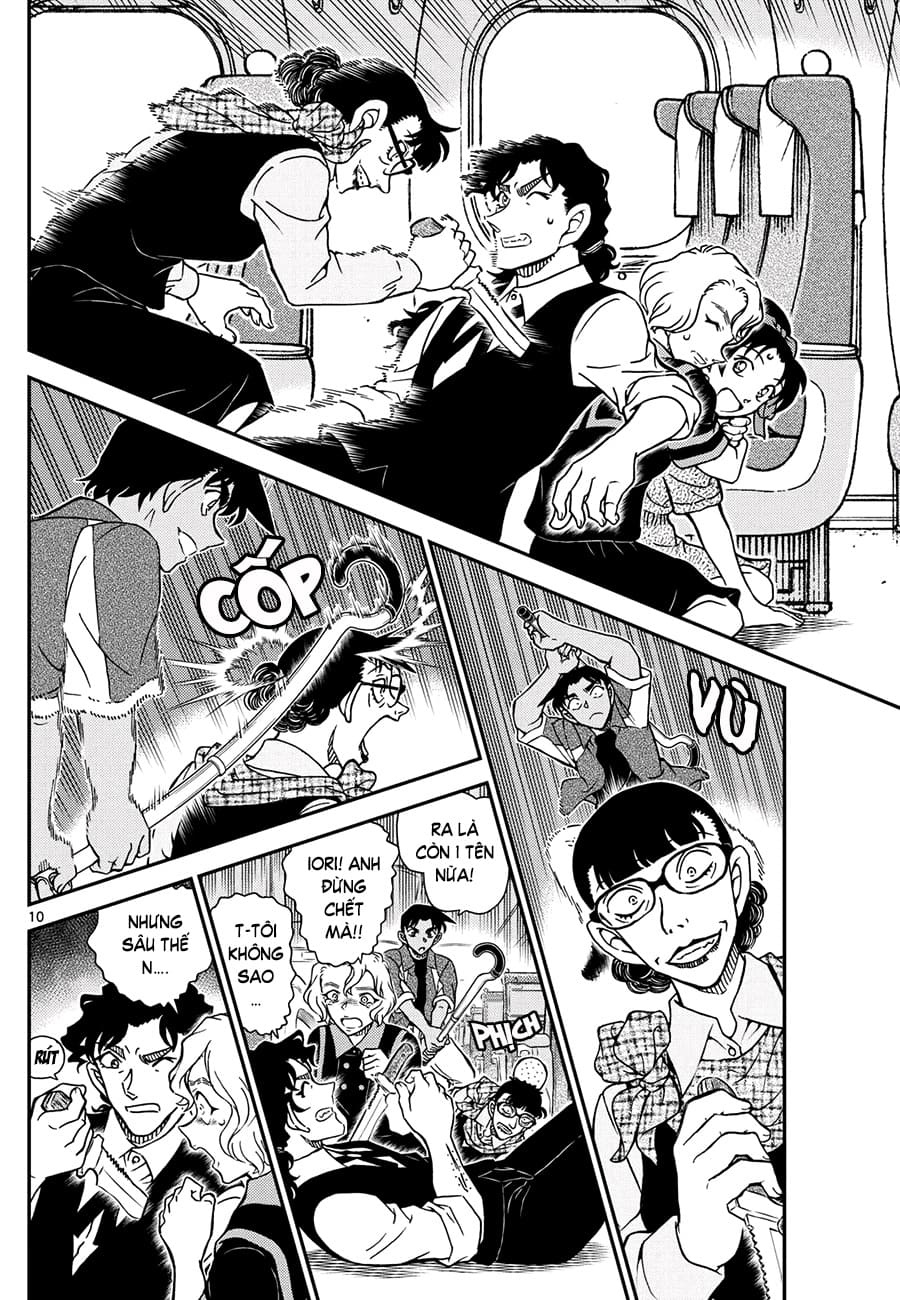 VÙ
CỐP
RA LÀ
CÒN 1 TÊN
NỮA!
PHỊCH
IORI! ANH
ĐỪNG
CHẾT
MÀ!!
T-TÔI
KHÔNG
SAO
...
10
NHƯNG
SÂU THẾ
N....
RÚT